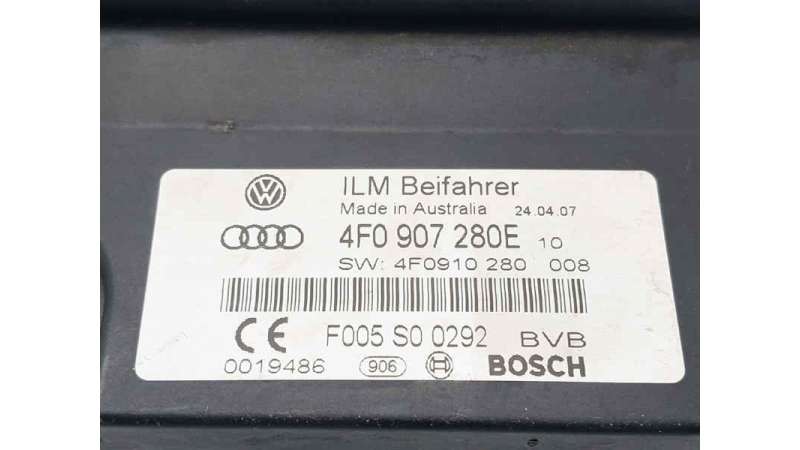 ILM Beifahrer
Made in Australia 24.04.07
4F0 907 280E 10
SW: 4F0910 280 008
F005 S0 0292 BVB
0019486 906 BOSCH